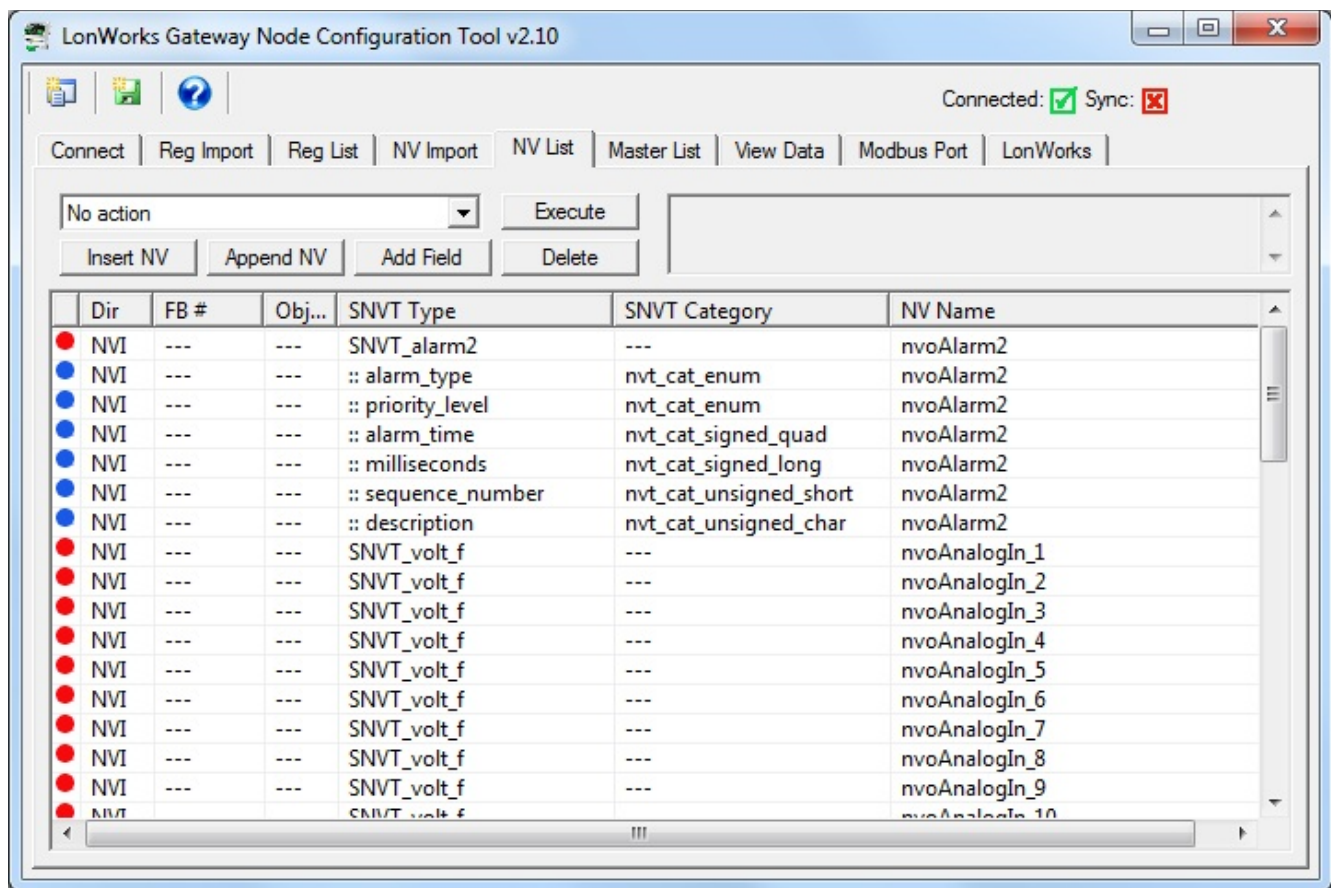 LonWorks Gateway Node Configuration Tool v2.10
Connected: Sync:
Connect Reg Import Reg List NV Import NV List Master List View Data Modbus Port LonWorks
No action Execute
Insert NV Append NV Add Field Delete
Dir FB # Obj... SNVT Type SNVT Category NV Name
NVI --- --- SNVT_alarm2 --- nvoAlarm2
NVI --- --- :: alarm_type nvt_cat_enum nvoAlarm2
NVI --- --- :: priority_level nvt_cat_enum nvoAlarm2
NVI --- --- :: alarm_time nvt_cat_signed_quad nvoAlarm2
NVI --- --- :: milliseconds nvt_cat_signed_long nvoAlarm2
NVI --- --- :: sequence_number nvt_cat_unsigned_short nvoAlarm2
NVI --- --- :: description nvt_cat_unsigned_char nvoAlarm2
NVI --- --- SNVT_volt_f --- nvoAnalogIn_1
NVI --- --- SNVT_volt_f --- nvoAnalogIn_2
NVI --- --- SNVT_volt_f --- nvoAnalogIn_3
NVI --- --- SNVT_volt_f --- nvoAnalogIn_4
NVI --- --- SNVT_volt_f --- nvoAnalogIn_5
NVI --- --- SNVT_volt_f --- nvoAnalogIn_6
NVI --- --- SNVT_volt_f --- nvoAnalogIn_7
NVI --- --- SNVT_volt_f --- nvoAnalogIn_8
NVI --- --- SNVT_volt_f --- nvoAnalogIn_9
NVI SNVT_volt_f nvoAnalogIn_10